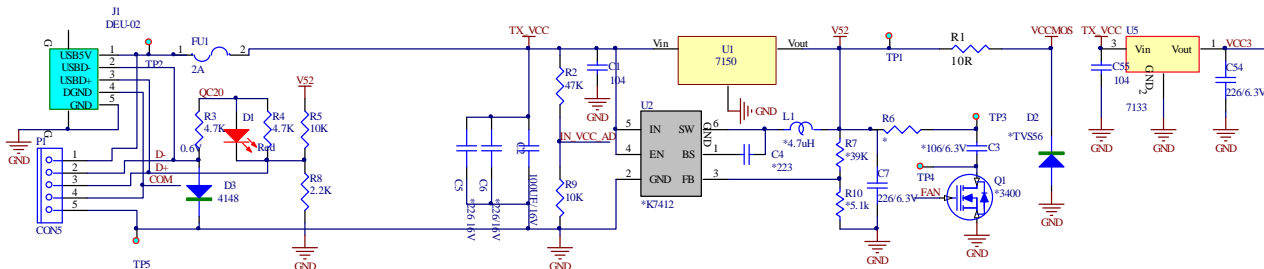 J1
DEU-02
G
USB5V
USBD-
USBD+
DGND
GND
G
1
2
3
4
5
GND
TP2
1
FU1
2
2A
QC20
R3
4.7K
D1
Red
R4
4.7K
V52
R5
10K
R8
2.2K
GND
0.6V
P1
1
2
3
4
5
CON5
D-
D+
COM
D3
4148
TP5
TX_VCC
C5
*226/16V
C6
*226/16V
C2
100UF/16V
R2
47K
IN_VCC_AD
R9
10K
GND
C1
104
GND
Vin
U1
7150
Vout
GND
U2
5
IN
4
EN
2
GND
SW
6
GND
BS
1
FB
3
*K7412
C4
*223
L1
*4.7uH
V52
R7
*39K
R10
*5.1k
C7
226/6.3V
GND
TP1
R1
10R
R6
*
TP3
*106/6.3V
C3
TP4
FAN
Q1
*3400
GND
VCCMOS
D2
*TVS56
GND
TX_VCC
C55
104
GND
3
U5
Vin
Vout
GND
2
7133
GND
1
VCC3
C54
226/6.3V
GND